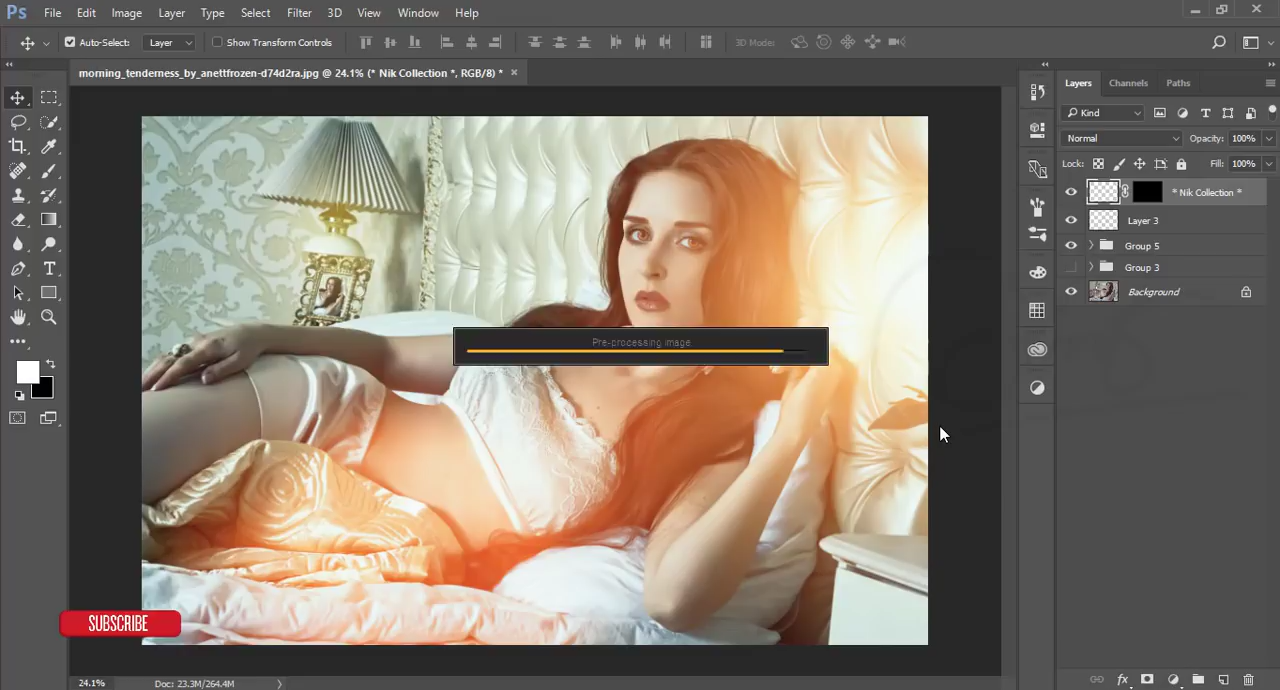 Ps File Edit Image Layer Type Select Filter 3D View Window Help
Auto-Select: Layer Show Transform Controls 3D Mode:
morning_tenderness_by_anettfrozen-d74d2ra.jpg @ 24.1% (* Nik Collection *, RGB/8) *
Layers Channels Paths
Kind
Normal Opacity: 100%
Lock: Fill: 100%
* Nik Collection *
Layer 3
Group 5
Group 3
Background
Pre-processing image
SUBSCRIBE
24.1% Doc: 23.3M/264.4M